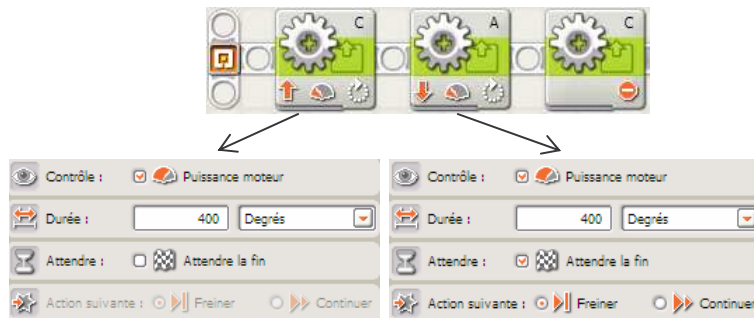 C A C
Contrôle : Puissance moteur
Durée : 400 Degrés
Attendre : Attendre la fin
Action suivante : Freiner Continuer
Contrôle : Puissance moteur
Durée : 400 Degrés
Attendre : Attendre la fin
Action suivante : Freiner Continuer